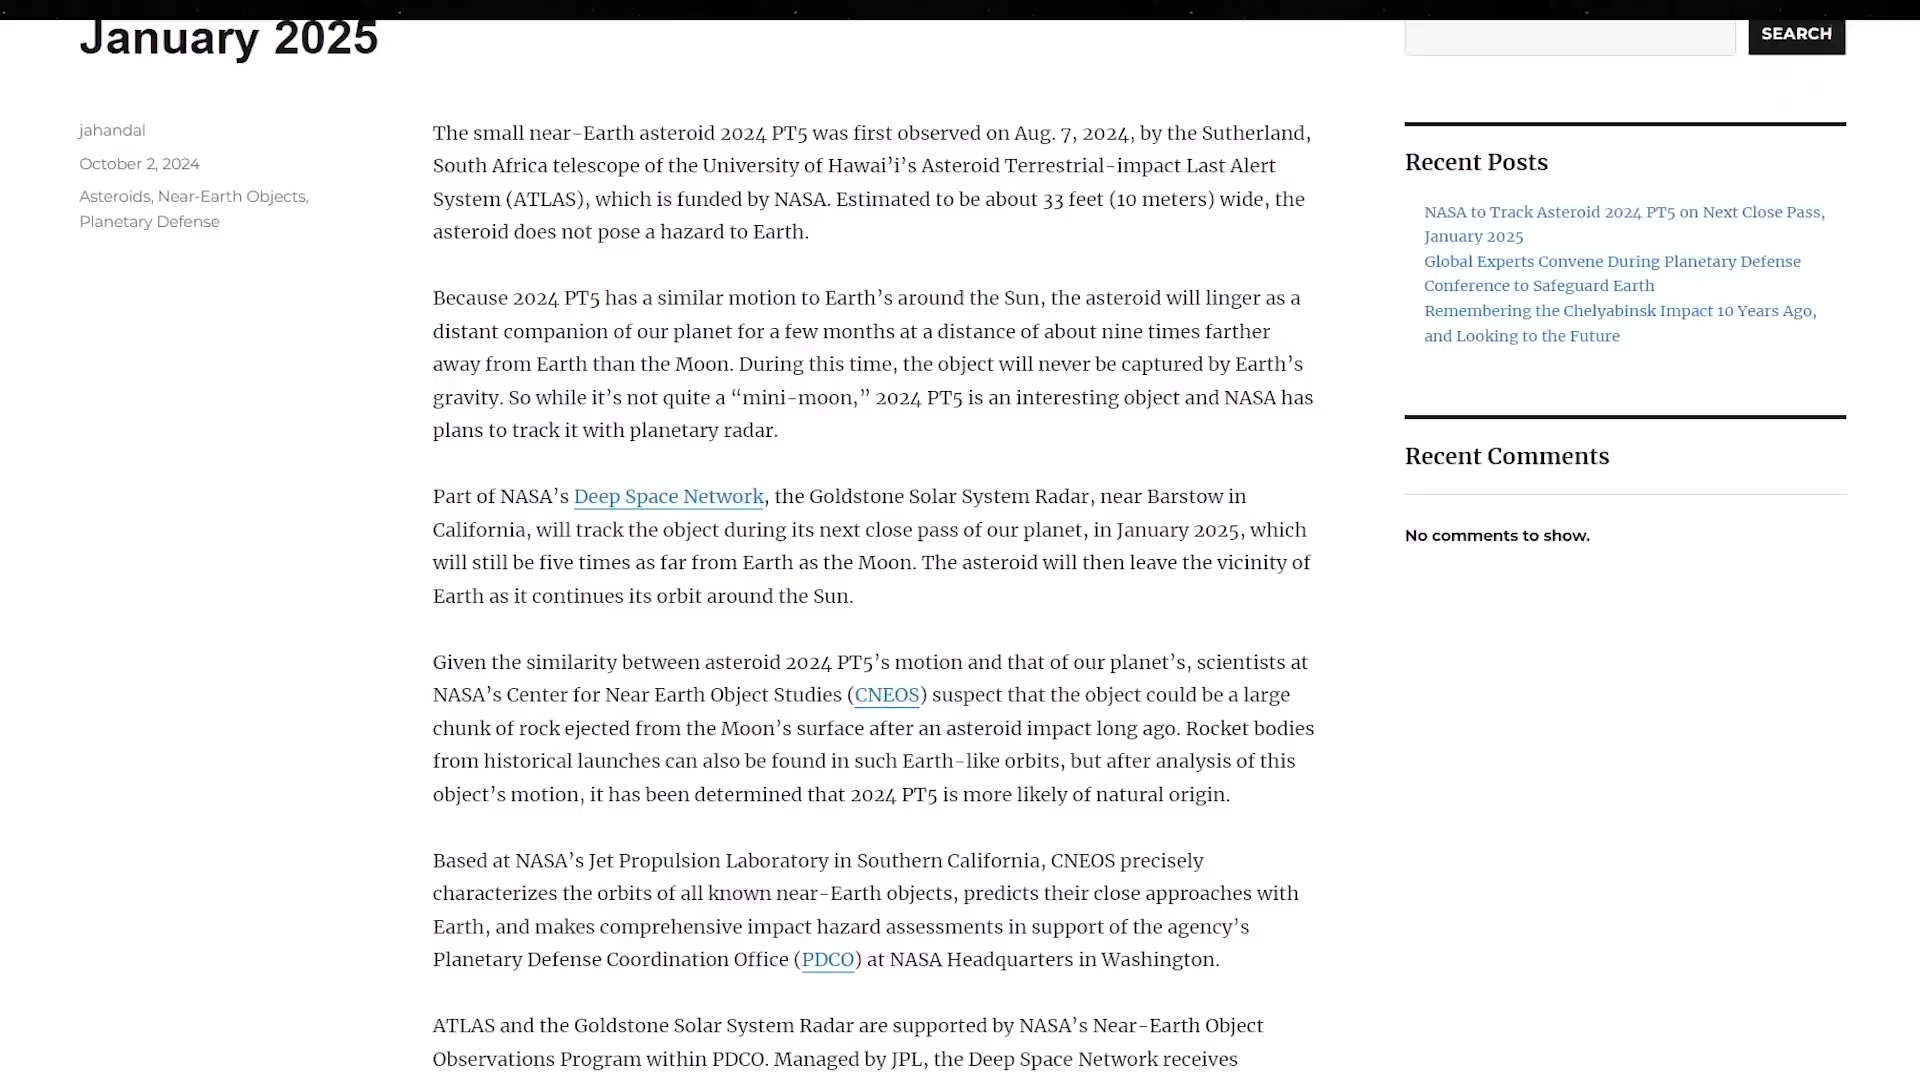 January 2025
SEARCH
jahandal
October 2, 2024
Asteroids, Near-Earth Objects,
Planetary Defense
The small near-Earth asteroid 2024 PT5 was first observed on Aug. 7, 2024, by the Sutherland,
South Africa telescope of the University of Hawai’i’s Asteroid Terrestrial-impact Last Alert
System (ATLAS), which is funded by NASA. Estimated to be about 33 feet (10 meters) wide, the
asteroid does not pose a hazard to Earth.
Because 2024 PT5 has a similar motion to Earth’s around the Sun, the asteroid will linger as a
distant companion of our planet for a few months at a distance of about nine times farther
away from Earth than the Moon. During this time, the object will never be captured by Earth’s
gravity. So while it’s not quite a “mini-moon,” 2024 PT5 is an interesting object and NASA has
plans to track it with planetary radar.
Part of NASA’s Deep Space Network, the Goldstone Solar System Radar, near Barstow in
California, will track the object during its next close pass of our planet, in January 2025, which
will still be five times as far from Earth as the Moon. The asteroid will then leave the vicinity of
Earth as it continues its orbit around the Sun.
Given the similarity between asteroid 2024 PT5’s motion and that of our planet’s, scientists at
NASA’s Center for Near Earth Object Studies (CNEOS) suspect that the object could be a large
chunk of rock ejected from the Moon’s surface after an asteroid impact long ago. Rocket bodies
from historical launches can also be found in such Earth-like orbits, but after analysis of this
object’s motion, it has been determined that 2024 PT5 is more likely of natural origin.
Based at NASA’s Jet Propulsion Laboratory in Southern California, CNEOS precisely
characterizes the orbits of all known near-Earth objects, predicts their close approaches with
Earth, and makes comprehensive impact hazard assessments in support of the agency’s
Planetary Defense Coordination Office (PDCO) at NASA Headquarters in Washington.
ATLAS and the Goldstone Solar System Radar are supported by NASA’s Near-Earth Object
Observations Program within PDCO. Managed by JPL, the Deep Space Network receives
Recent Posts
NASA to Track Asteroid 2024 PT5 on Next Close Pass,
January 2025
Global Experts Convene During Planetary Defense
Conference to Safeguard Earth
Remembering the Chelyabinsk Impact 10 Years Ago,
and Looking to the Future
Recent Comments
No comments to show.